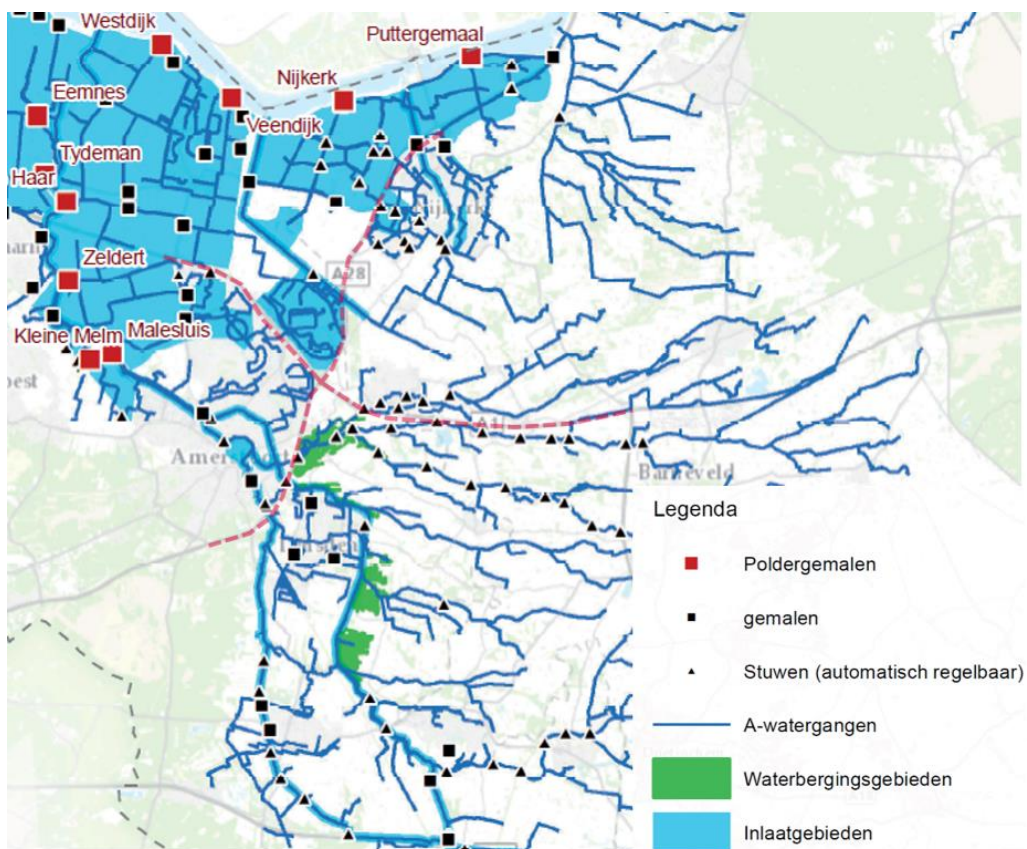 Westdijk
Puttergemaal
Nijkerk
Eemnes
Veendijk
Tydeman
Haar
A28
Zeldert
Malesluis
Kleine Melm
A1
Barneveld
Legenda
Poldergemalen
gemalen
Stuwen (automatisch regelbaar)
A-watergangen
Waterbergingsgebieden
Inlaatgebieden